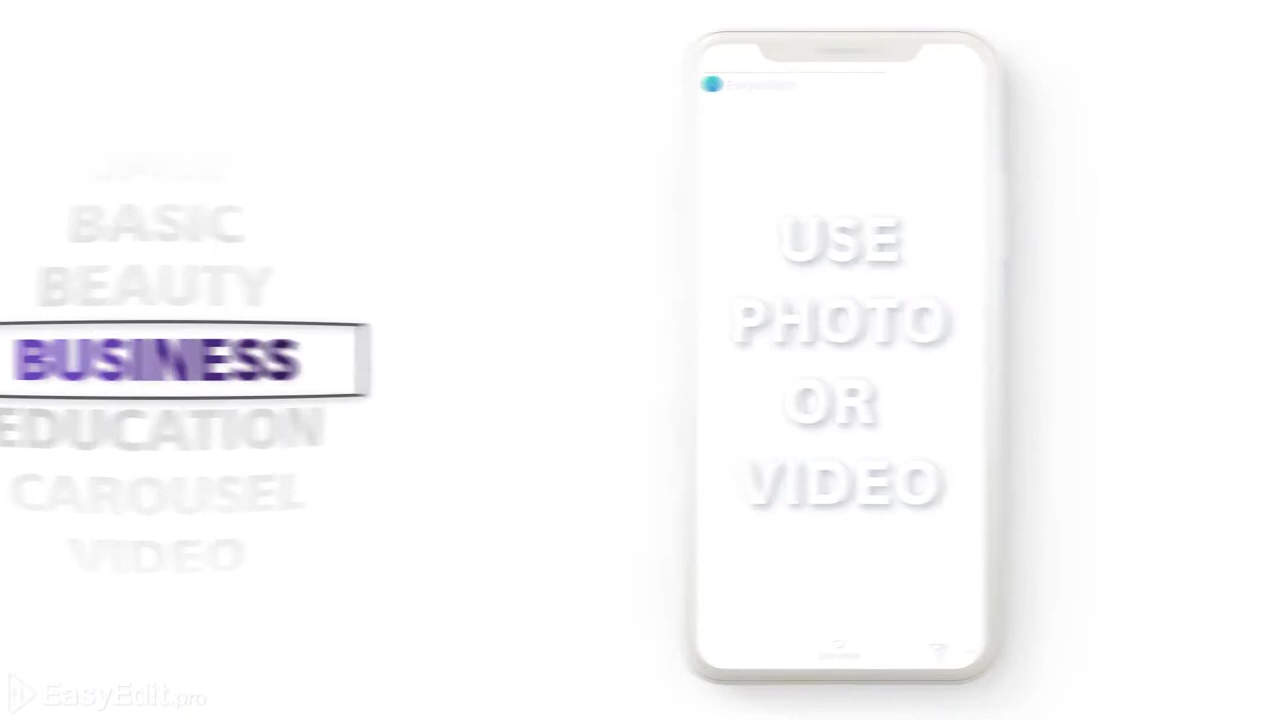 BASIC
BEAUTY
BUSINESS
EDUCATION
CAROUSEL
VIDEO
USE
PHOTO
OR
VIDEO
EasyEdit.pro